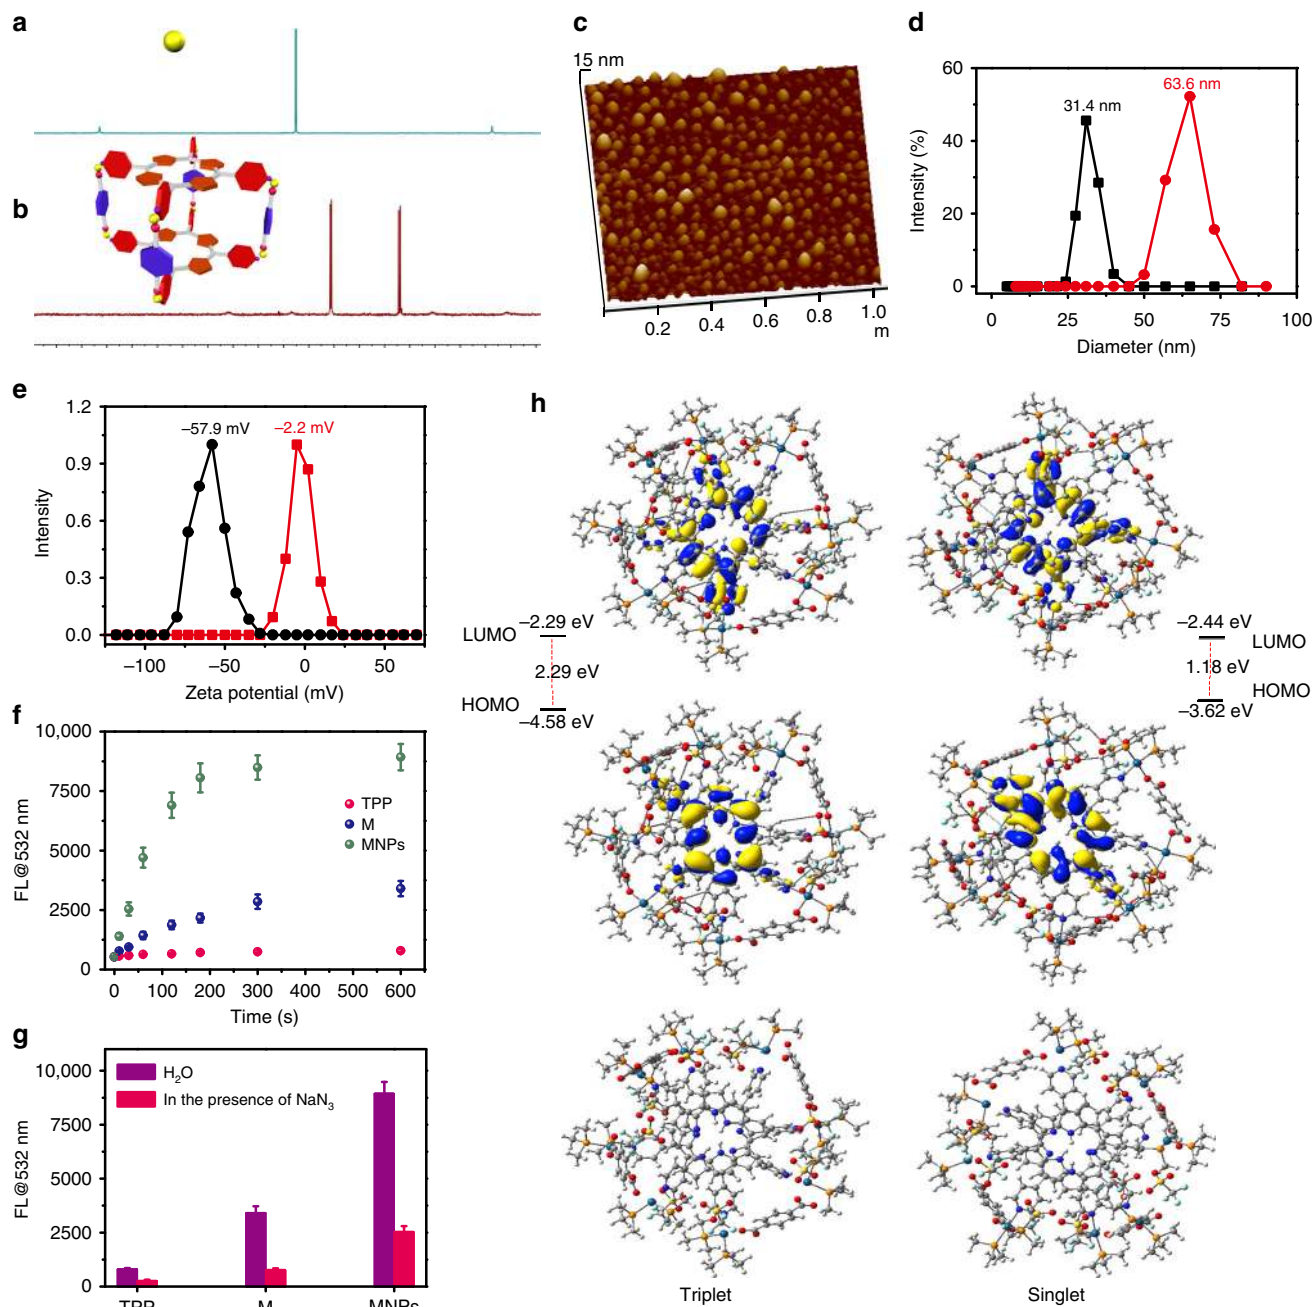 a
b
c
15 nm
0.2
0.4
0.6
0.8
1.0
m
d
60
40
20
0
Intensity (%)
31.4 nm
63.6 nm
0
25
50
75
100
Diameter (nm)
e
1.2
0.9
0.6
0.3
0.0
Intensity
–57.9 mV
–2.2 mV
–100
–50
0
50
Zeta potential (mV)
f
10,000
7500
5000
2500
0
FL@532 nm
TPP
M
MNPs
0
100
200
300
400
500
600
Time (s)
g
10,000
7500
5000
2500
0
FL@532 nm
H2O
In the presence of NaN3
TPP
M
MNPs
h
–2.29 eV
LUMO
2.29 eV
HOMO
–4.58 eV
–2.44 eV
LUMO
1.18 eV
HOMO
–3.62 eV
Triplet
Singlet